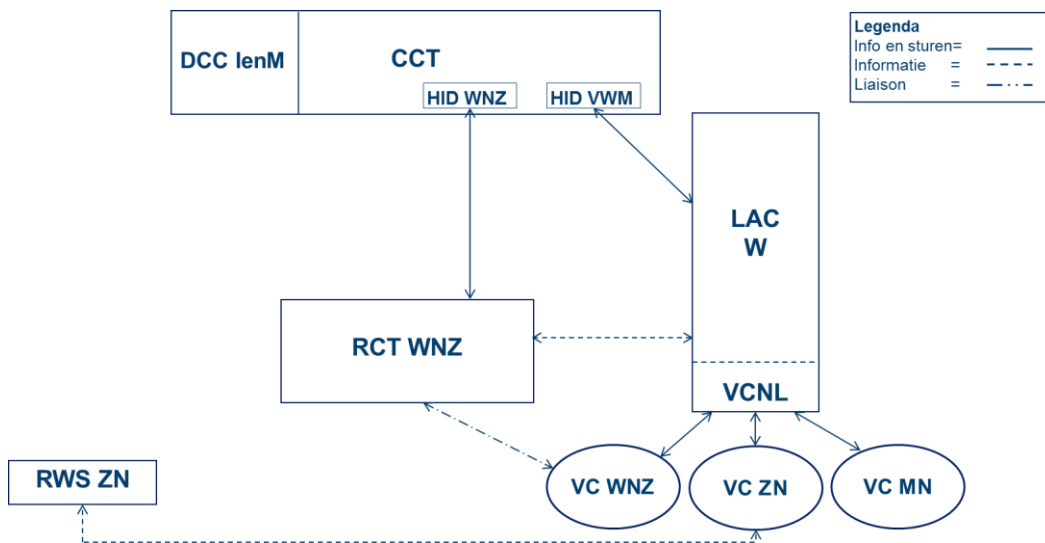 DCC IenM
CCT
HID WNZ
HID VWM
Legenda
Info en sturen=
Informatie =
Liaison =
LAC
W
RCT WNZ
VCNL
RWS ZN
VC WNZ
VC ZN
VC MN